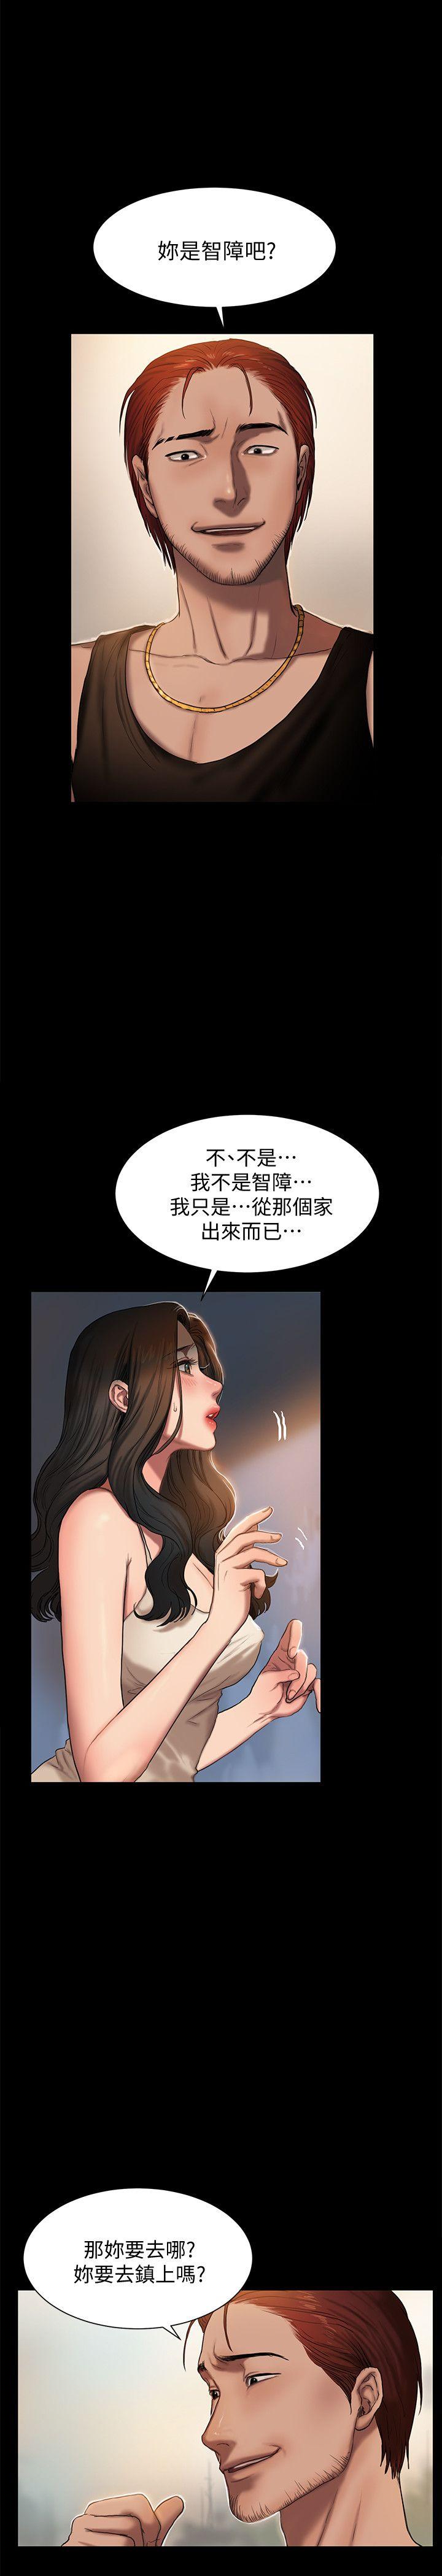 妳是智障吧?
不、不是⋯
我不是智障⋯
我只是⋯從那個家
出來而已⋯
那妳要去哪?
妳要去鎮上嗎?